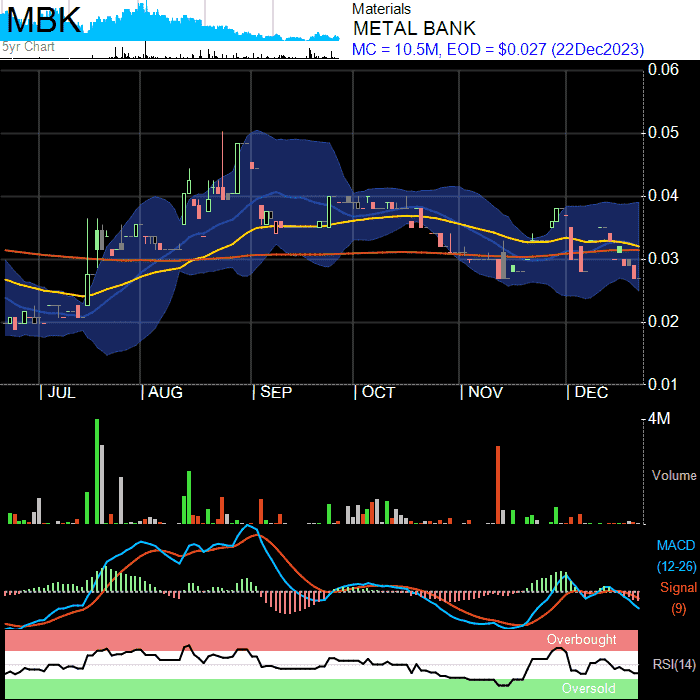 MBK
5yr Chart
Materials
METAL BANK
MC = 10.5M, EOD = $0.027 (22Dec2023)
0.06
0.05
0.04
0.03
0.02
0.01
| JUL | AUG | SEP | OCT | NOV | DEC
4M
Volume
MACD
(12-26)
Signal
(9)
Overbought
RSI(14)
Oversold